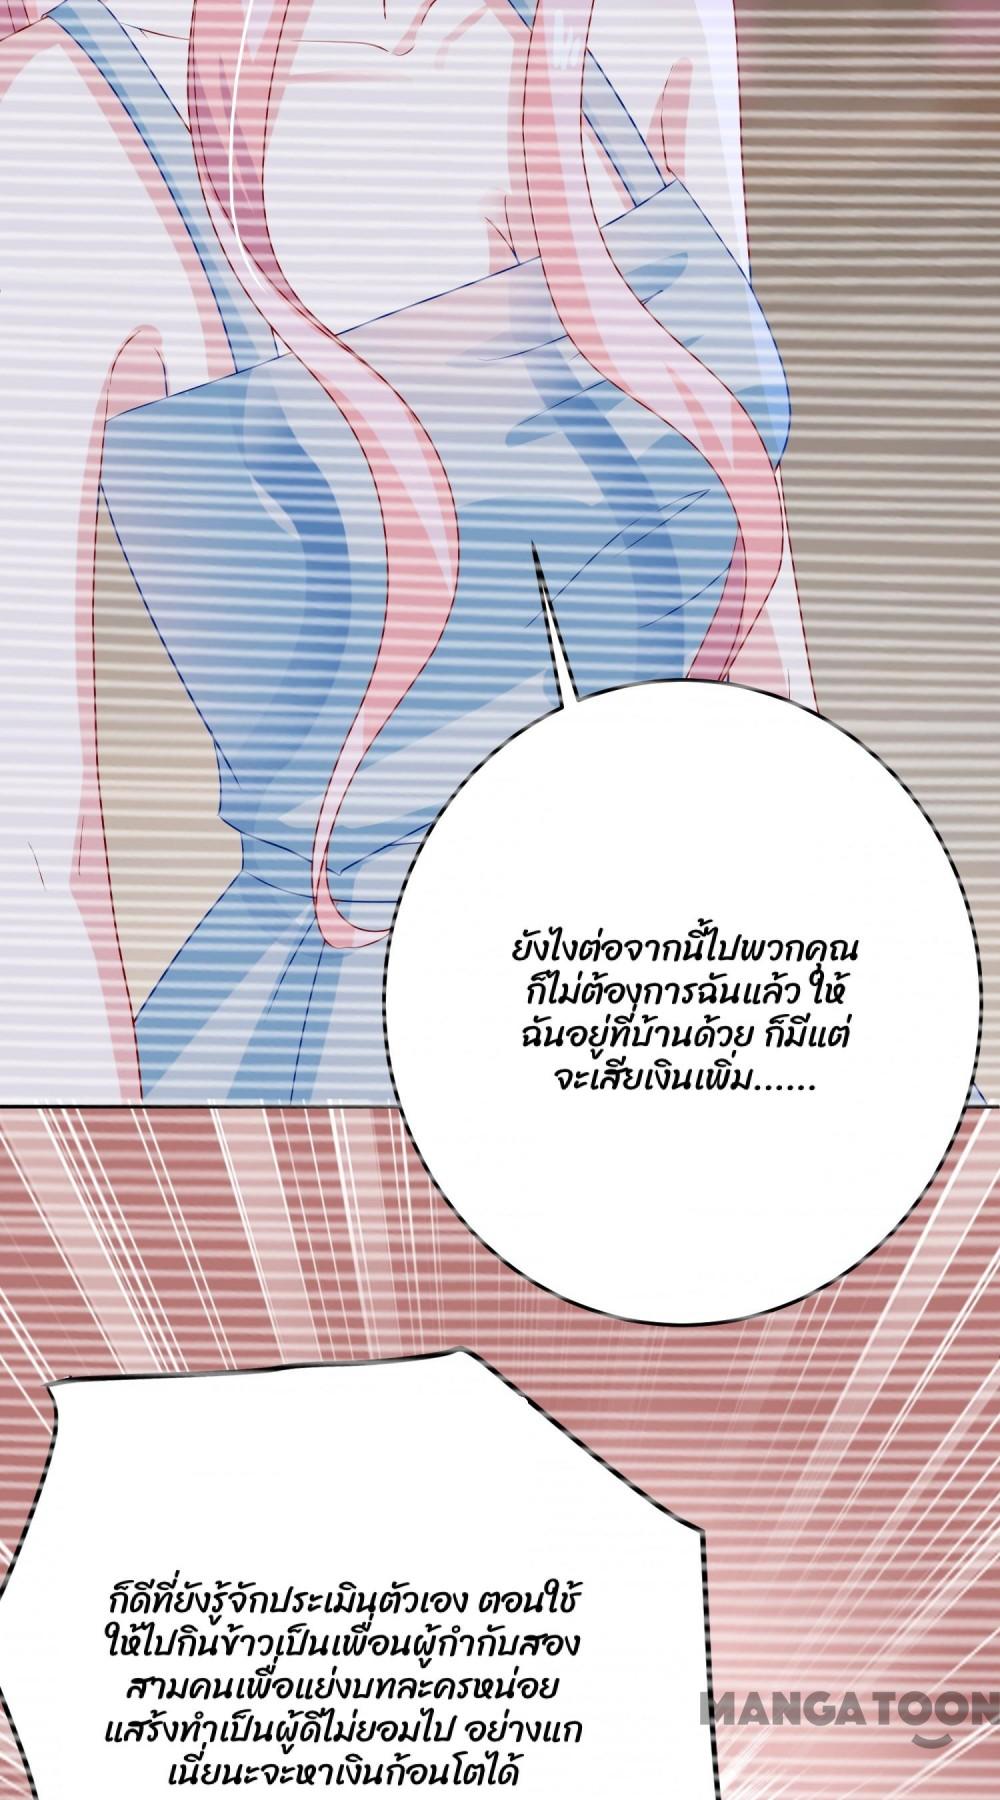 ยังไงต่อจากนี้ไปพวกคุณ
ก็ไม่ต้องการฉันแล้ว ให้
ฉันอยู่ที่บ้านด้วย ก็มีแต่
จะเสียเงินเพิ่ม......
ก็ดีที่ยังรู้จักประเมินตัวเอง ตอนใช้
ให้ไปกินข้าวเป็นเพื่อนผู้กำกับสอง
สามคนเพื่อแย่งบทละครหน่อย
แสร้งทำเป็นผู้ดีไม่ยอมไป อย่างแก
เนี่ยนะจะหาเงินก้อนโตได้
MANGATOON